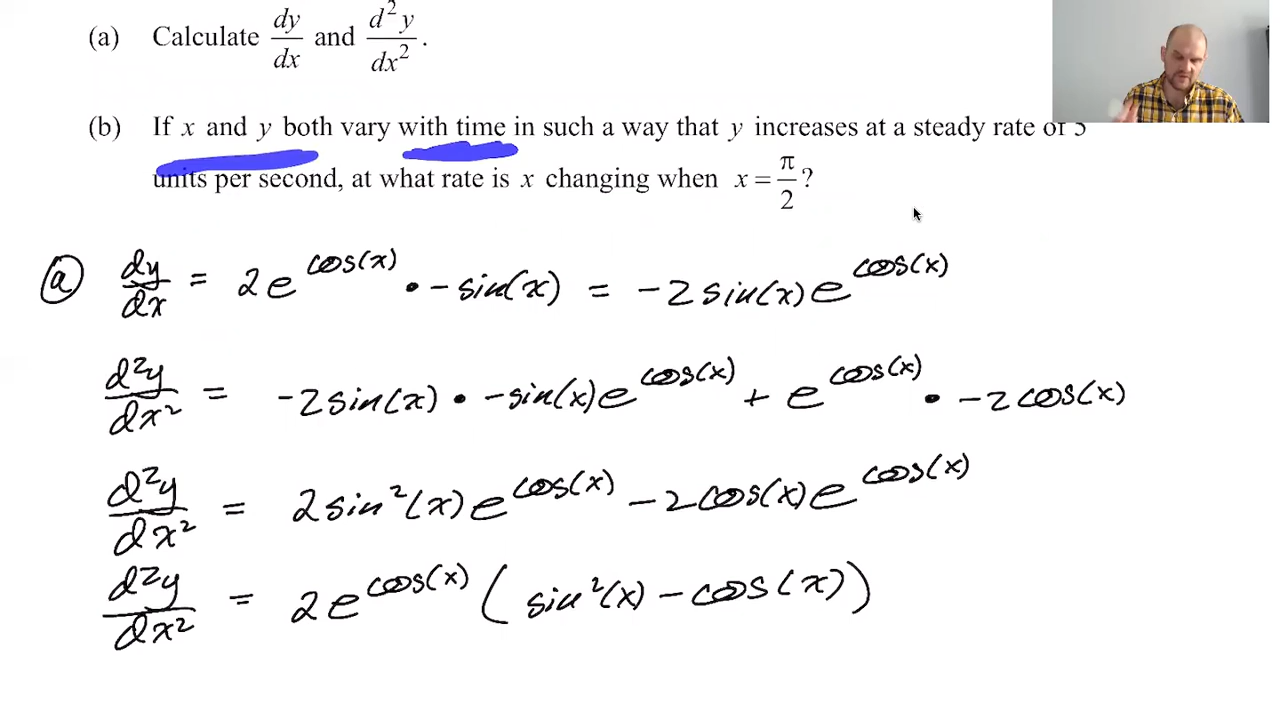 (a) Calculate dy/dx and d²y/dx².
(b) If x and y both vary with time in such a way that y increases at a steady rate of 5
units per second, at what rate is x changing when x = π/2?
(a) dy/dx = 2e^cos(x) • -sin(x) = -2sin(x)e^cos(x)
d²y/dx² = -2sin(x) • -sin(x)e^cos(x) + e^cos(x) • -2cos(x)
d²y/dx² = 2sin²(x)e^cos(x) - 2cos(x)e^cos(x)
d²y/dx² = 2e^cos(x) (sin²(x) - cos(x))